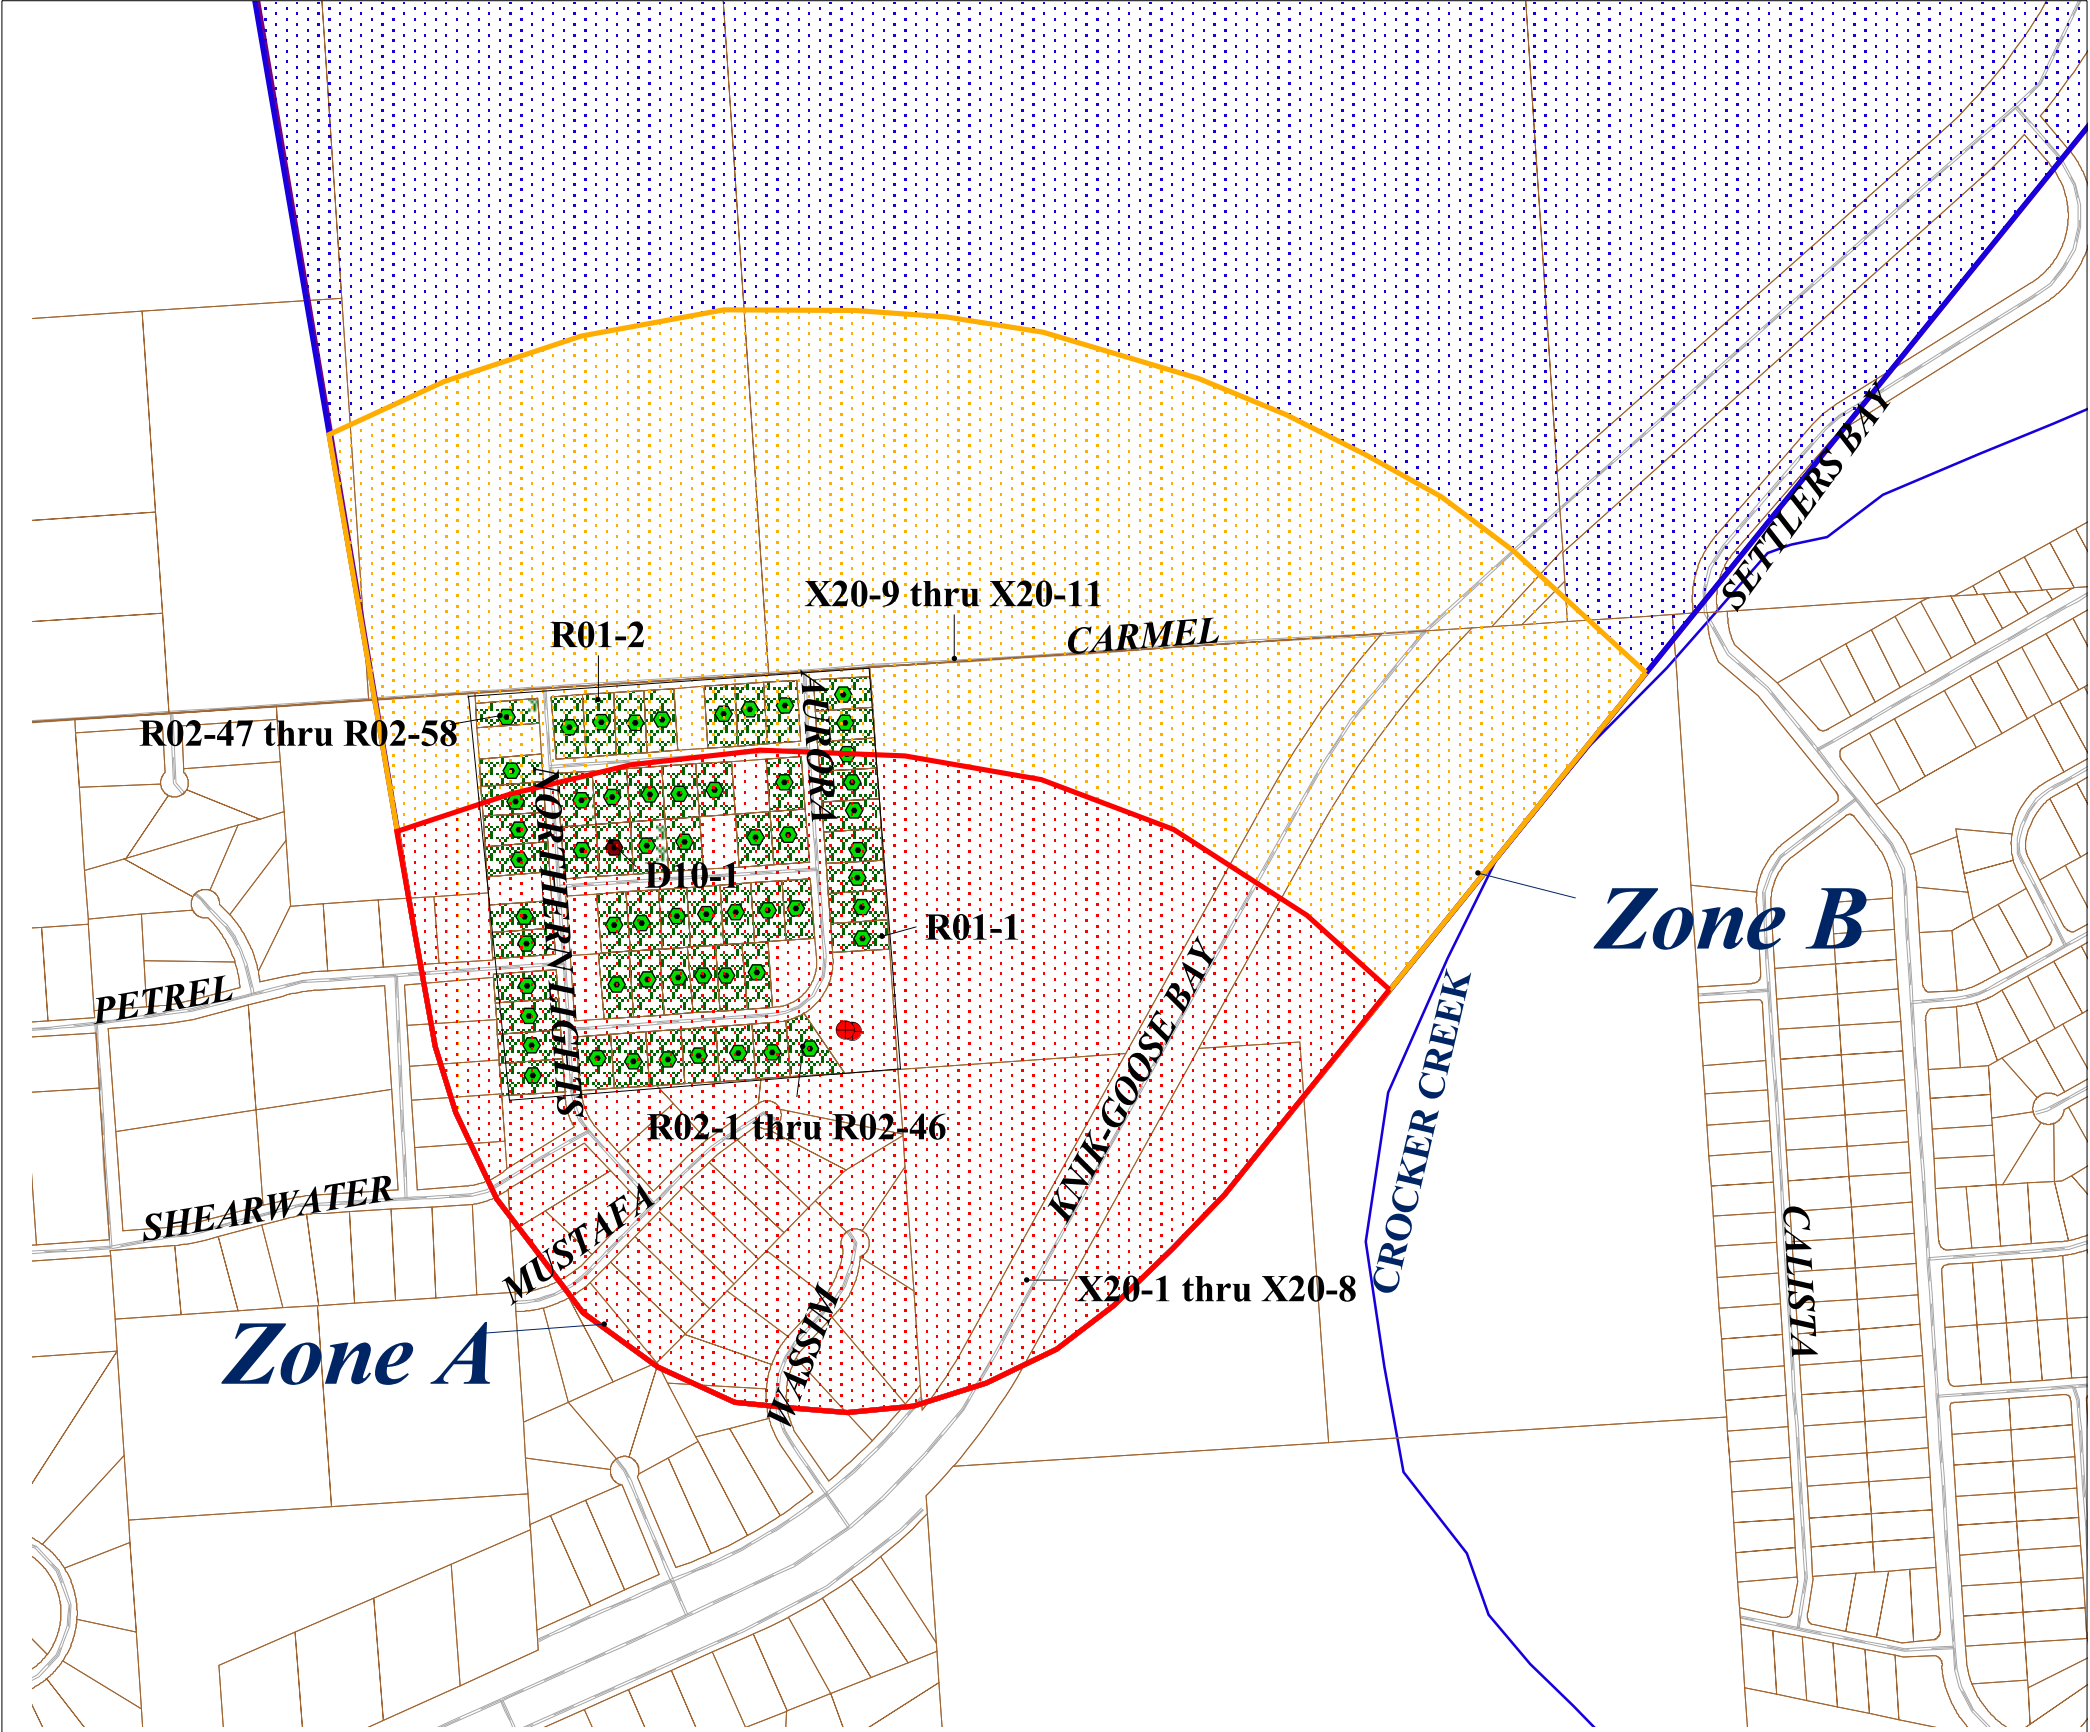 SETTLERS BAY
X20-9 thru X20-11
R01-2
CARMEL
AURORA
R02-47 thru R02-58
NORTHERN LIGHTS
D10-1
Zone B
R01-1
PETREL
KNIK-GOOSE BAY
CROCKER CREEK
R02-1 thru R02-46
SHEARWATER
MUSTAFA
CALISTA
X20-1 thru X20-8
WASSIM
Zone A